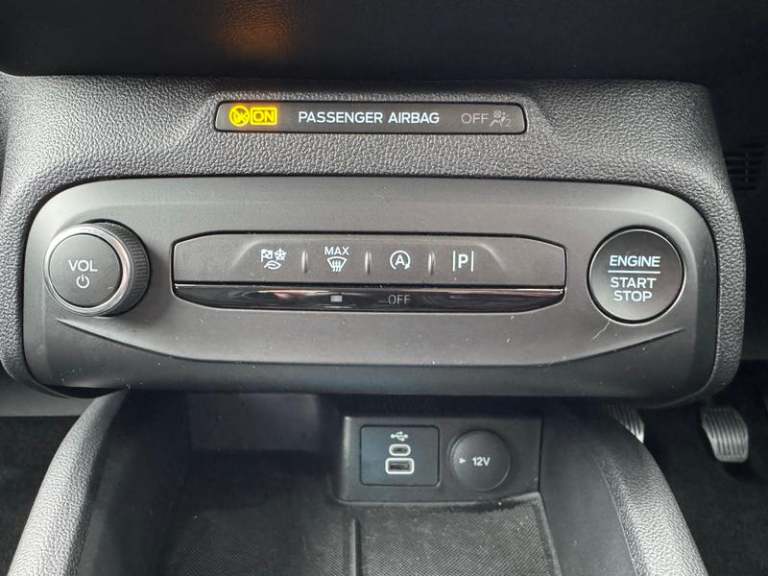 ON PASSENGER AIRBAG OFF
VOL
MAX
A
P
OFF
ENGINE
START
STOP
12V